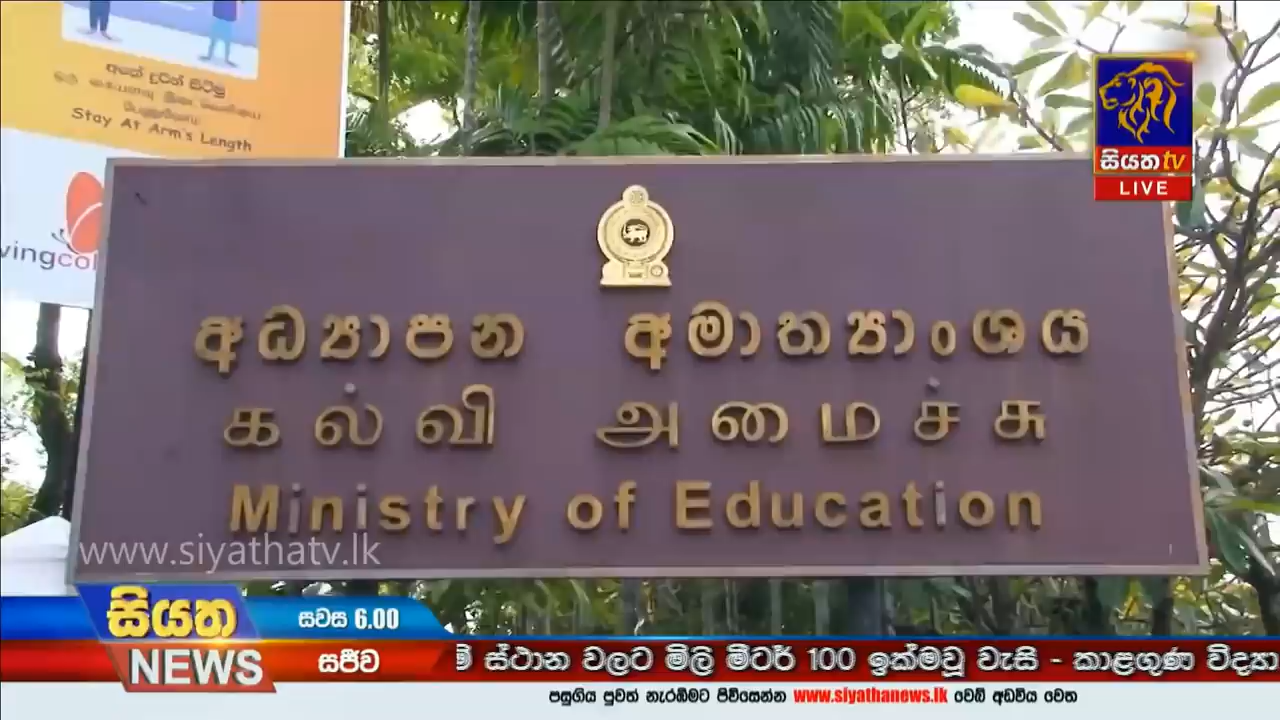 අතේ දුරින් සිටිමු
Stay At Arm's Length
සියත tv
LIVE
අධ්‍යාපන අමාත්‍යාංශය
கல்வி அமைச்சு
Ministry of Education
www.siyathatv.lk
සියත
සවස 6.00
NEWS
සජීව
ම් ස්ථාන වලට මිලි මීටර් 100 ඉක්මවූ වැසි - කාළගුණ විද්‍යා
පසුගිය පුවත් නැරඹීමට පිවිසෙන්න www.siyathanews.lk වෙබ් අඩවිය වෙත